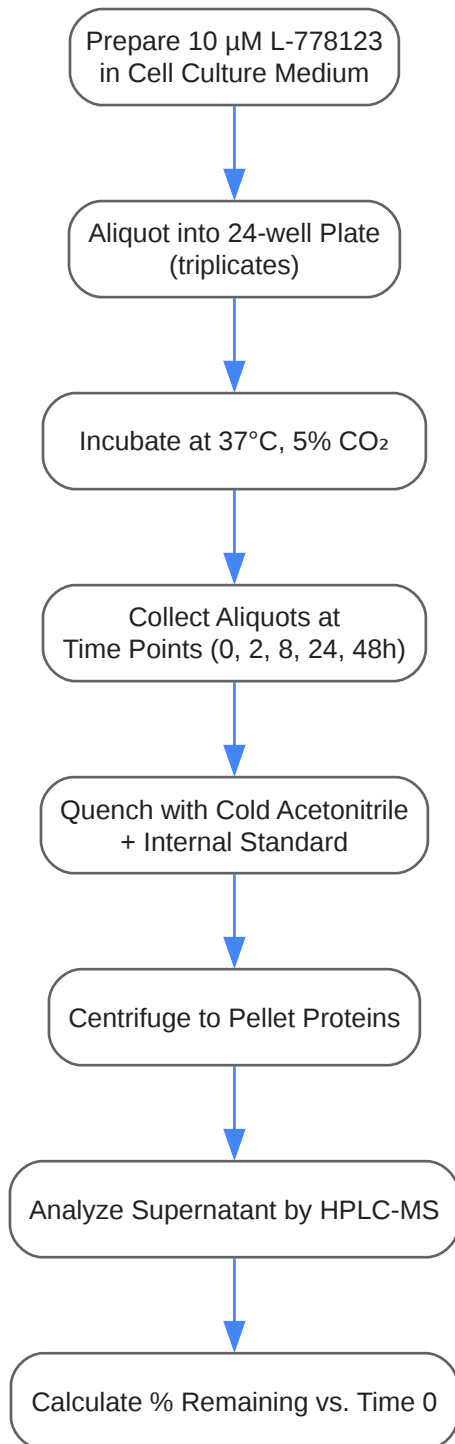 Prepare 10 µM L-778123
in Cell Culture Medium
Aliquot into 24-well Plate
(triplicates)
Incubate at 37°C, 5% CO₂
Collect Aliquots at
Time Points (0, 2, 8, 24, 48h)
Quench with Cold Acetonitrile
+ Internal Standard
Centrifuge to Pellet Proteins
Analyze Supernatant by HPLC-MS
Calculate % Remaining vs. Time 0